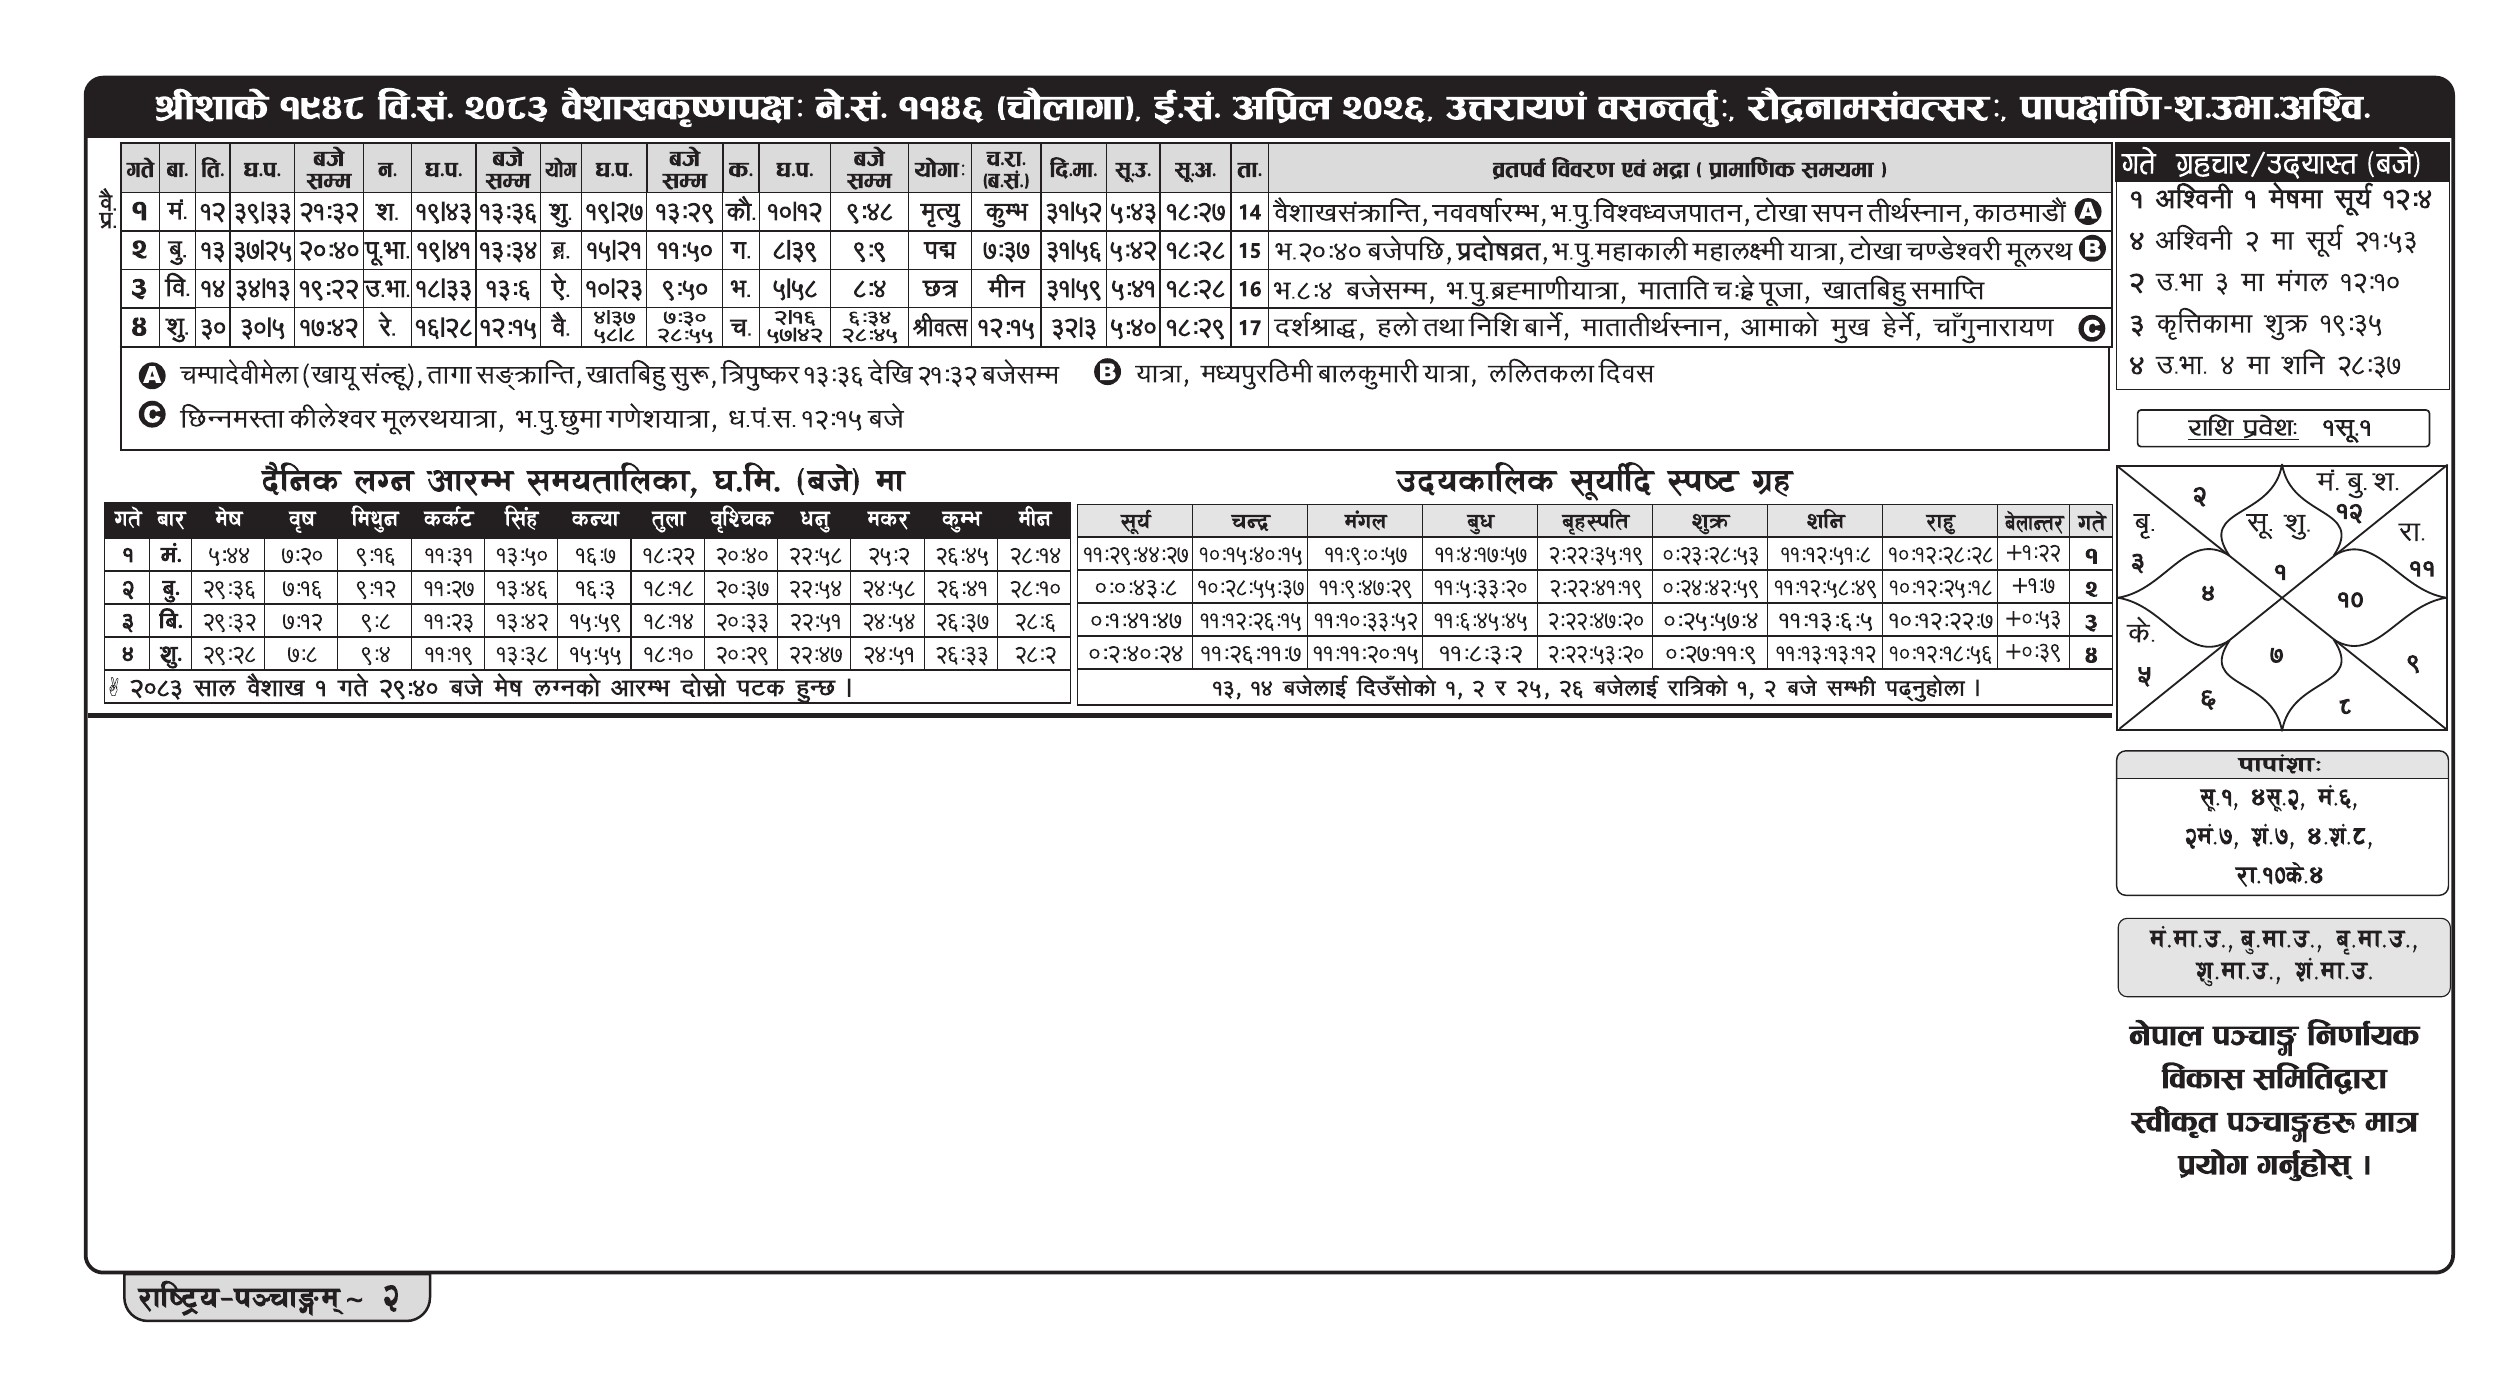 श्रीशाके १९४८ वि.सं. २०८३ वैशाखकृष्णपक्षः ने.सं. ११४६ (चौलागा), ई.सं. अप्रिल २०२६, उत्तरायणं वसन्तर्तुः, रौद्रनामसंवत्सरः, पापर्क्षाणि-श.उभा.अश्वि.
गते बा. ति. घ.प. बजे सम्म न. घ.प. बजे सम्म योग घ.प. बजे सम्म क. घ.प. बजे सम्म योगाः च.रा. (ब.सं.) दि.मा. सू.उ. सू.अ. ता. व्रतपर्व विवरण एवं भद्रा ( प्रामाणिक समयमा )
वै. प्र.
१ मं. १२ ३९|३३ २१ः३२ श. १९|४३ १३ः३६ शु. १९|२७ १३ः२९ कौ. १०|१२ ९ः४८ मृत्यु कुम्भ ३१|५२ ५ः४३ १८ः२७ 14 वैशाखसंक्रान्ति, नववर्षारम्भ, भ.पु.विश्वध्वजपातन, टोखा सपन तीर्थस्नान, काठमाडौं A
२ बु. १३ ३७|२५ २०ः४० पू.भा. १९|४१ १३ः३४ ब्र. १५|२१ ११ः५० ग. ८|३९ ९ः९ पद्म ७ः३७ ३१|५६ ५ः४२ १८ः२८ 15 भ.२०ः४० बजेपछि, प्रदोषव्रत, भ.पु.महाकाली महालक्ष्मी यात्रा, टोखा चण्डेश्वरी मूलरथ B
३ वि. १४ ३४|१३ १९ः२२ उ.भा. १८|३३ १३ः६ ऐ. १०|२३ ९ः५० भ. ५|५८ ८ः४ छत्र मीन ३१|५९ ५ः४१ १८ः२८ 16 भ.८ः४ बजेसम्म, भ.पु.ब्रह्माणीयात्रा, माताति चःह्रे पूजा, खातबिहु समाप्ति
४ शु. ३० ३०|५ १७ः४२ रे. १६|२८ १२ः१५ वै. ४|३७ ५८|८ ७ः३० २८ः५५ च. २|१६ ५७|४२ ६ः३४ २८ः४५ श्रीवत्स १२ः१५ ३२|३ ५ः४० १८ः२९ 17 दर्शश्राद्ध, हलो तथा निशि बार्ने, मातातीर्थस्नान, आमाको मुख हेर्ने, चाँगुनारायण C
A चम्पादेवीमेला (खायू संल्हू), तागा सङ्क्रान्ति, खातबिहु सुरू, त्रिपुष्कर १३ः३६ देखि २१ः३२ बजेसम्म B यात्रा, मध्यपुरठिमी बालकुमारी यात्रा, ललितकला दिवस
C छिन्नमस्ता कीलेश्वर मूलरथयात्रा, भ.पु.छुमा गणेशयात्रा, ध.पं.स. १२ः१५ बजे
गते ग्रहचार/उद्यास्त (बजे)
१ अश्विनी १ मेषमा सूर्य १२ः४
४ अश्विनी २ मा सूर्य २१ः५३
२ उ.भा ३ मा मंगल १२ः१०
३ कृत्तिकामा शुक्र १९ः३५
४ उ.भा. ४ मा शनि २८ः३७
राशि प्रवेशः १सू.१
दैनिक लग्न आरम्भ समयतालिका, घ.मि. (बजे) मा
गते बार् मेष वृष मिथुन कर्कट सिंह कन्या तुला वृश्चिक धनु मकर कुम्भ मीन
१ मं. ५ः४४ ७ः२० ९ः१६ ११ः३१ १३ः५० १६ः७ १८ः२२ २०ः४० २२ः५८ २५ः२ २६ः४५ २८ः१४
२ बु. २९ः३६ ७ः१६ ९ः१२ ११ः२७ १३ः४६ १६ः३ १८ः१८ २०ः३७ २२ः५४ २४ः५८ २६ः४१ २८ः१०
३ बि. २९ः३२ ७ः१२ ९ः८ ११ः२३ १३ः४२ १५ः५९ १८ः१४ २०ः३३ २२ः५१ २४ः५४ २६ः३७ २८ः६
४ शु. २९ः२८ ७ः८ ९ः४ ११ः१९ १३ः३८ १५ः५५ १८ः१० २०ः२९ २२ः४७ २४ः५१ २६ः३३ २८ः२
२०८३ साल वैशाख १ गते २९ः४० बजे मेष लग्नको आरम्भ दोस्रो पटक हुन्छ ।
उदयकालिक सूर्यादि स्पष्ट ग्रह
सूर्य चन्द्र मंगल बुध बृहस्पति शुक्र शनि राहु बेलान्तर गते
११ः२९ः४४ः२७ १०ः१५ः४०ः१५ ११ः९ः०ः५७ ११ः४ः१७ः५७ २ः२२ः३५ः१९ ०ः२३ः२८ः५३ ११ः१२ः५१ः८ १०ः१२ः२८ः२८ +१ः२२ १
०ः०ः४३ः८ १०ः२८ः५५ः३७ ११ः९ः४७ः२९ ११ः५ः३३ः२० २ः२२ः४१ः१९ ०ः२४ः४२ः५९ ११ः१२ः५८ः४९ १०ः१२ः२५ः१८ +१ः७ २
०ः१ः४१ः४७ ११ः१२ः२६ः१५ ११ः१०ः३३ः५२ ११ः६ः४५ः४५ २ः२२ः४७ः२० ०ः२५ः५७ः४ ११ः१३ः६ः५ १०ः१२ः२२ः७ +०ः५३ ३
०ः२ः४०ः२४ ११ः२६ः११ः७ ११ः११ः२०ः१५ ११ः८ः३ः२ २ः२२ः५३ः२० ०ः२७ः११ः९ ११ः१३ः१३ः१२ १०ः१२ः१८ः५६ +०ः३९ ४
१३, १४ बजेलाई दिउँसोको १, २ र २५, २६ बजेलाई रात्रिको १, २ बजे सम्झी पढ्नुहोला ।
मं. बु. श.
२ १२
बृ. सू. शु. रा.
३ १ ११
४ १०
के.
५ ७ ९
६ ८
पापांशाः
सू.१, ४सू.२, मं.६,
२मं.७, शं.७, ४.शं.८,
रा.१०के.४
मं.मा.उ., बु.मा.उ., बृ.मा.उ.,
शु.मा.उ., शं.मा.उ.
नेपाल पञ्चाङ्ग निर्णायक
विकास समितिद्वारा
स्वीकृत पञ्चाङ्गहरु मात्र
प्रयोग गर्नुहोस् ।
राष्ट्रिय-पञ्चाङ्गम् ~ २